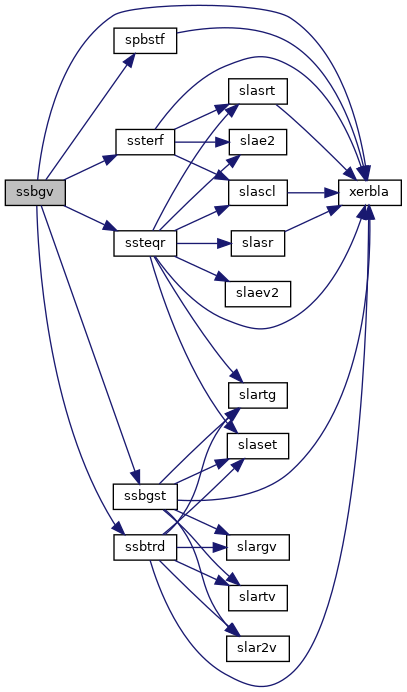 spbstf
slasrt
ssterf
slae2
ssbgv
slascl
xerbla
ssteqr
slasr
slaev2
slartg
slaset
ssbgst
ssbtrd
slargv
slartv
slar2v